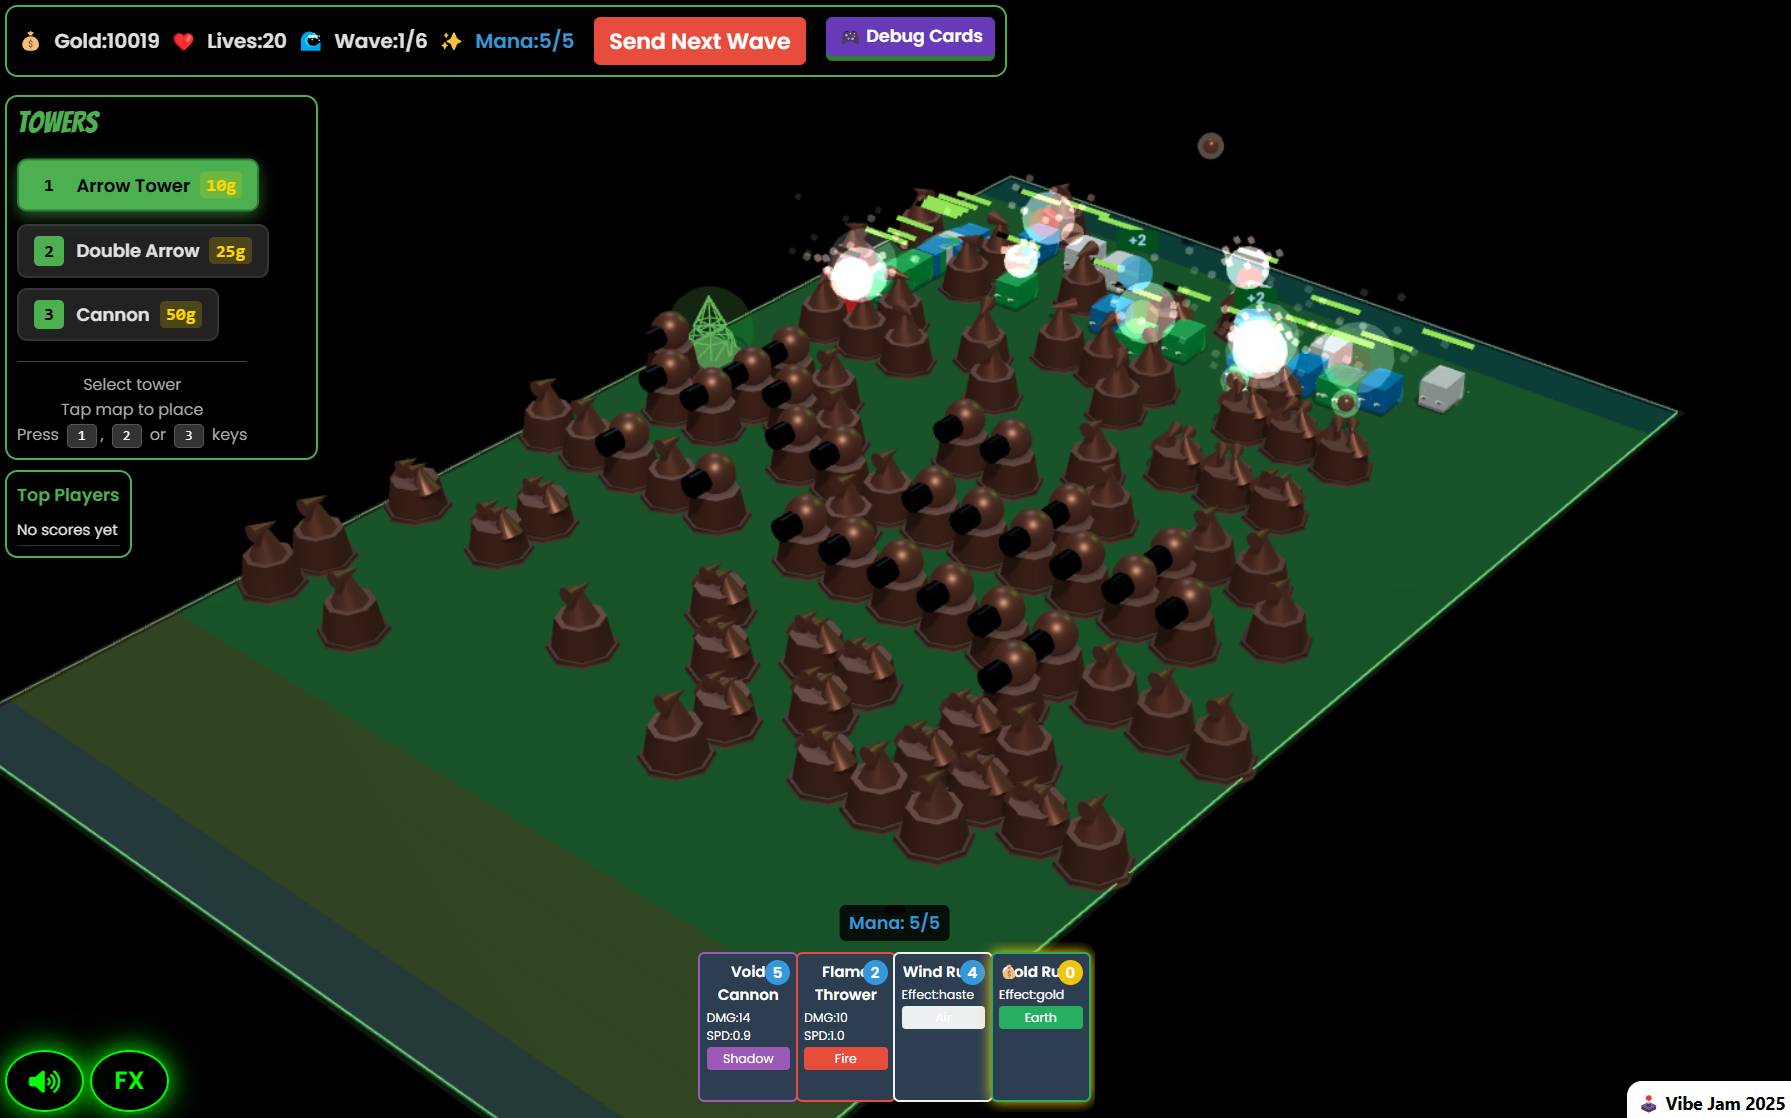 Gold:10019 Lives:20 Wave:1/6 Mana:5/5 Send Next Wave Debug Cards
TOWERS
1 Arrow Tower 10g
2 Double Arrow 25g
3 Cannon 50g
Select tower
Tap map to place
Press 1, 2 or 3 keys
Top Players
No scores yet
+2
+2
Mana: 5/5
Void 5
Cannon
DMG:14
SPD:0.9
Shadow
Flame 2
Thrower
DMG:10
SPD:1.0
Fire
Wind Ru 4
Effect:haste
Air
Gold Ru 0
Effect:gold
Earth
FX
Vibe Jam 2025